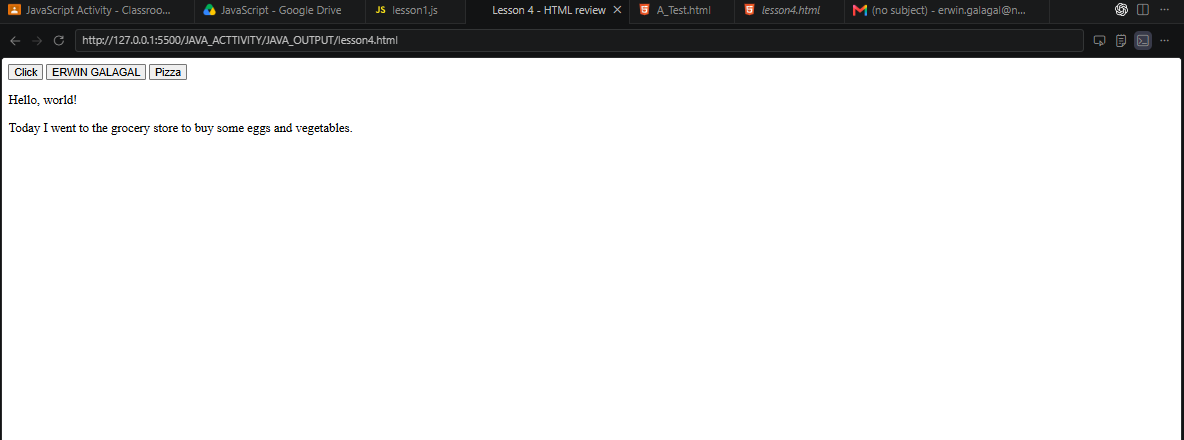 JavaScript Activity - Classroo...
JavaScript - Google Drive
JS lesson1.js
Lesson 4 - HTML review
A_Test.html
lesson4.html
(no subject) - erwin.galagal@n...
http://127.0.0.1:5500/JAVA_ACTTIVITY/JAVA_OUTPUT/lesson4.html
Click ERWIN GALAGAL Pizza
Hello, world!
Today I went to the grocery store to buy some eggs and vegetables.